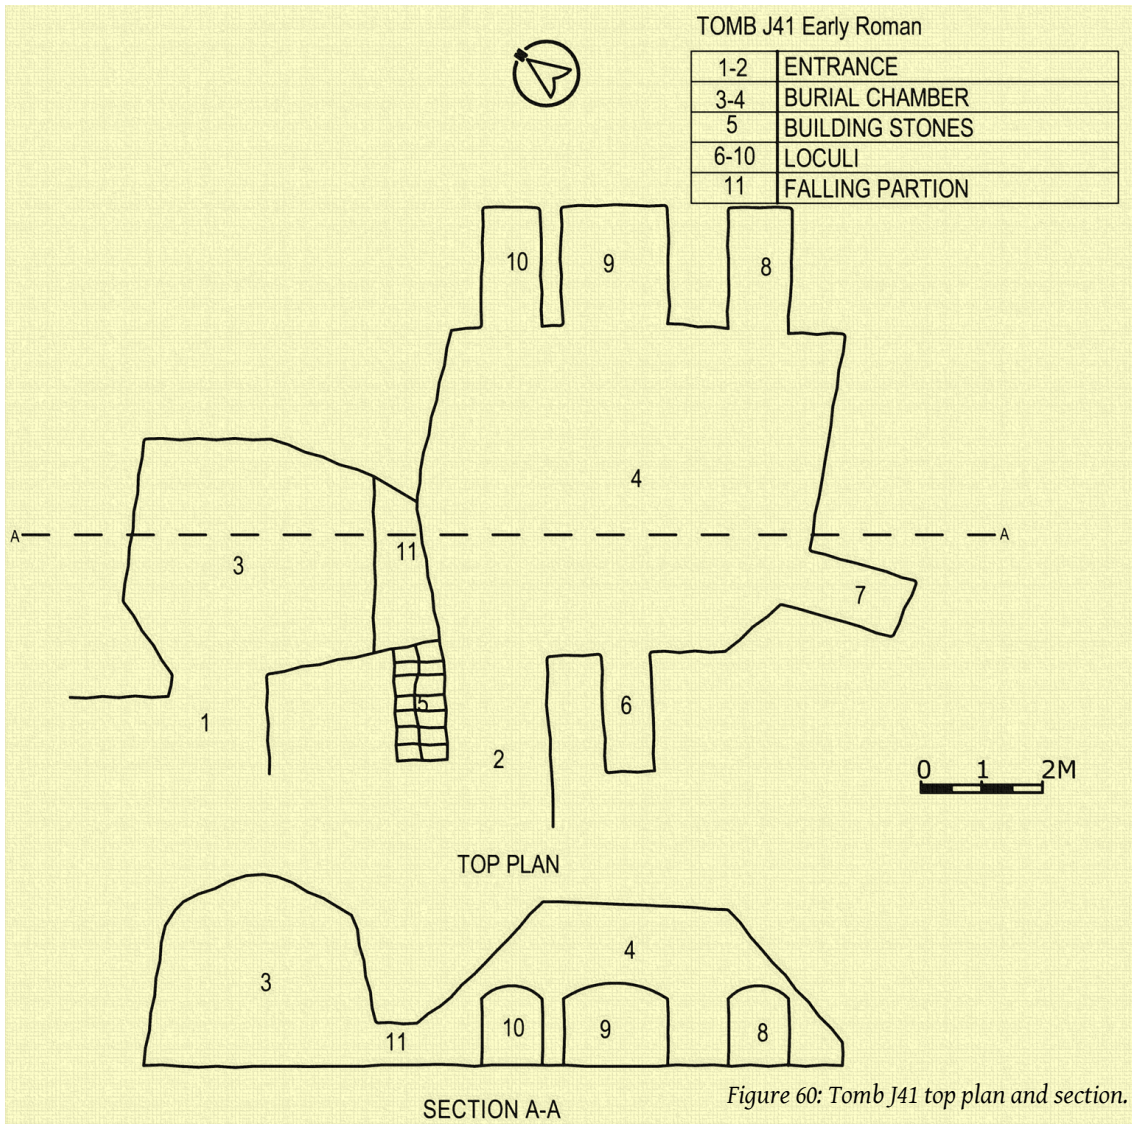 TOMB J41 Early Roman
1-2 ENTRANCE
3-4 BURIAL CHAMBER
5 BUILDING STONES
6-10 LOCULI
11 FALLING PARTION
10 9 8
4
A A
11
3
7
5 6
1
2
0 1 2M
TOP PLAN
4
3
10 9 8
11
Figure 60: Tomb J41 top plan and section.
SECTION A-A